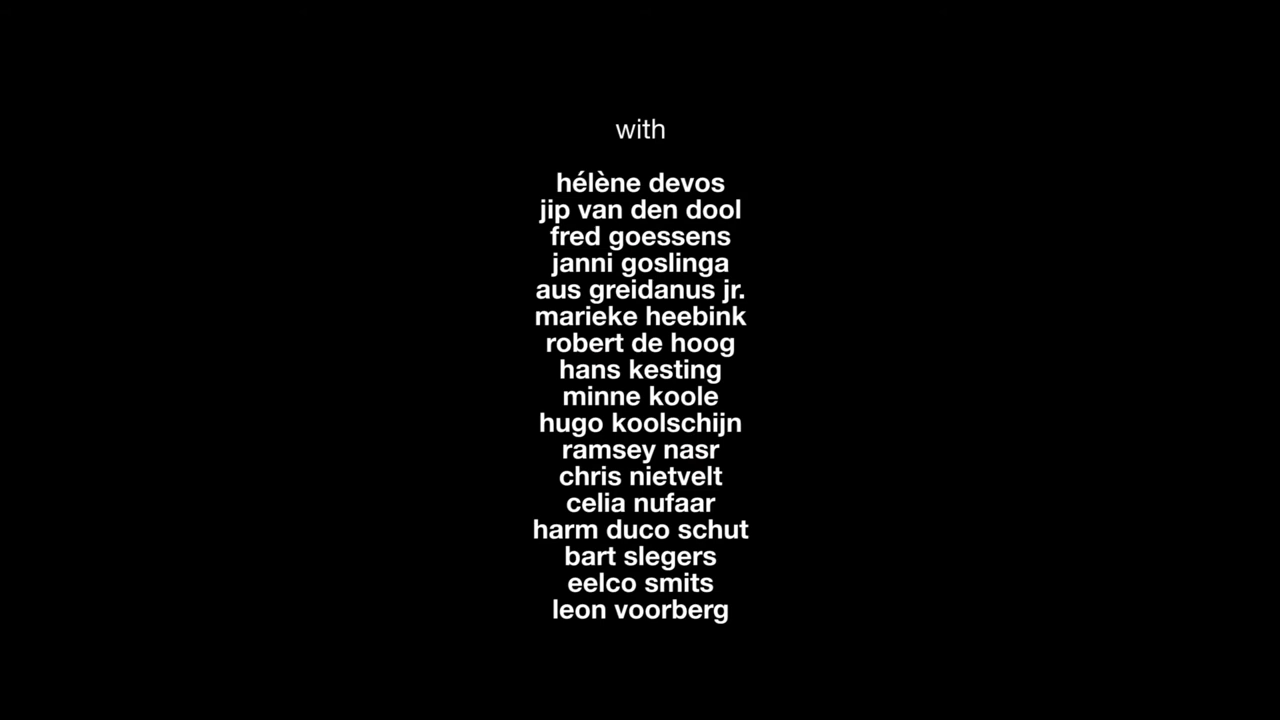 with
hélène devos
jip van den dool
fred goessens
janni goslinga
aus greidanus jr.
marieke heebink
robert de hoog
hans kesting
minne koole
hugo koolschijn
ramsey nasr
chris nietvelt
celia nufaar
harm duco schut
bart slegers
eelco smits
leon voorberg